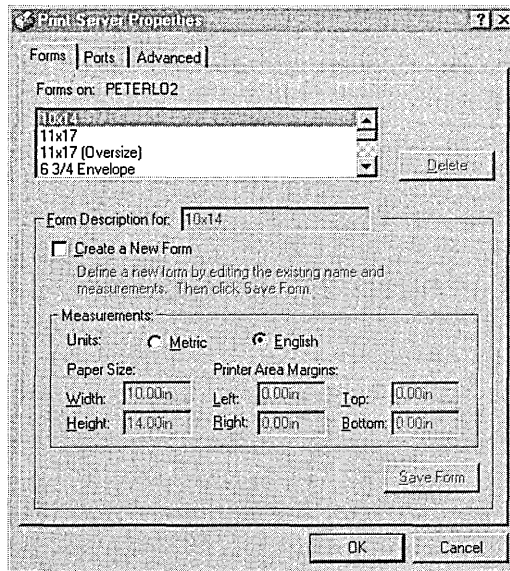 Print Server Properties
Forms Ports Advanced
Forms on: PETERLO2
10x14
11x17
11x17 (Oversize)
6 3/4 Envelope
Delete
Form Description for: 10x14
Create a New Form
Define a new form by editing the existing name and
measurements. Then click Save Form.
Measurements:
Units: Metric English
Paper Size: Printer Area Margins:
Width: 10.00in Left: 0.00in Top: 0.00in
Height: 14.00in Right: 0.00in Bottom: 0.00in
Save Form
OK Cancel